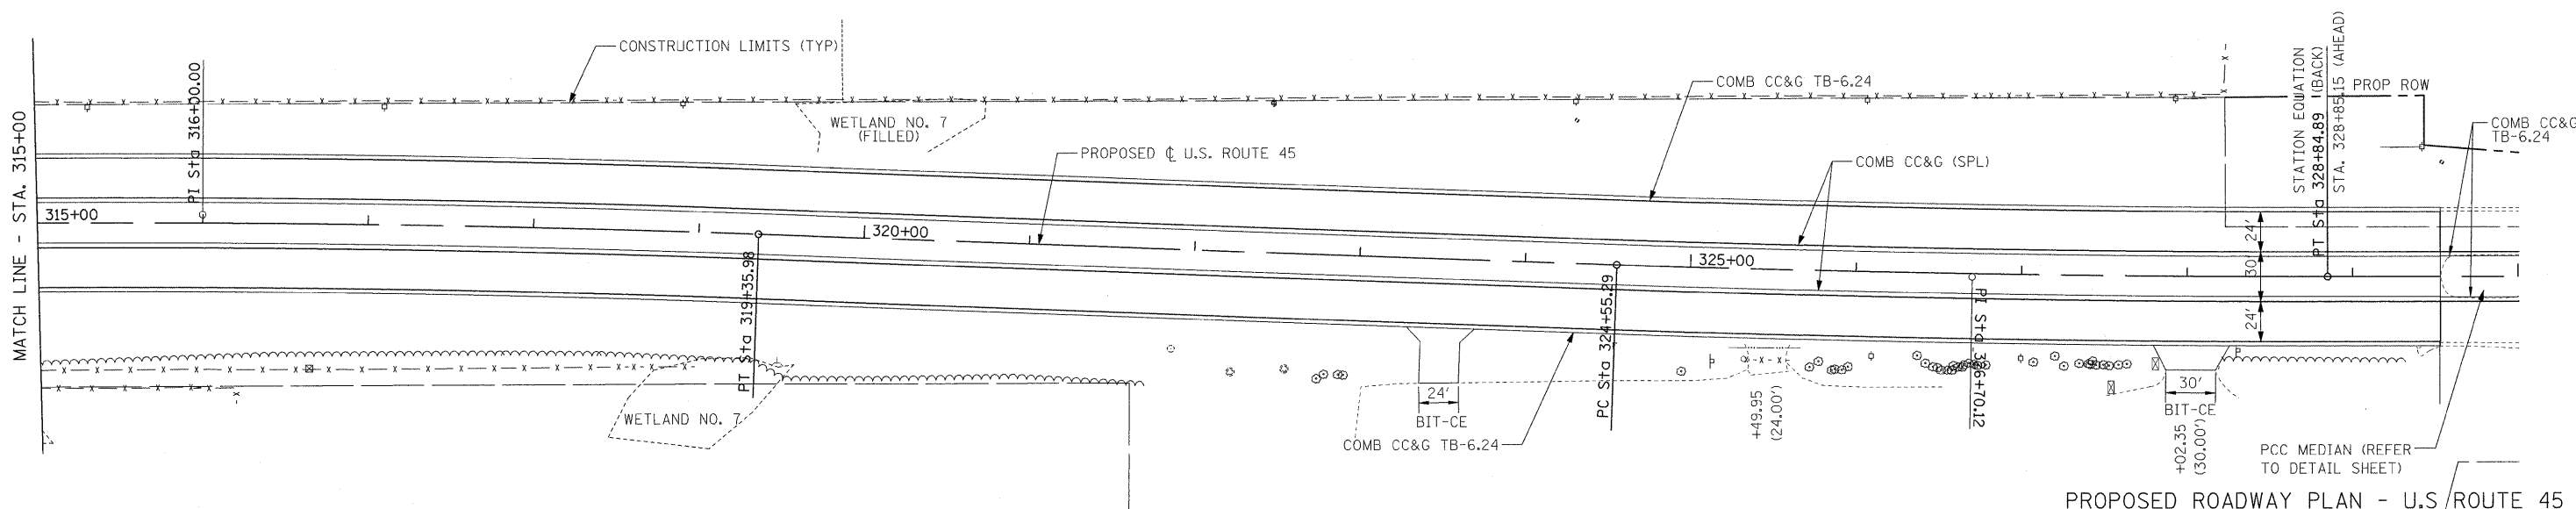 MATCH LINE - STA. 315+00
CONSTRUCTION LIMITS (TYP)
PI Sta 316+00.00
WETLAND NO. 7
(FILLED)
COMB CC&G TB-6.24
PROPOSED ℄ U.S. ROUTE 45
COMB CC&G (SPL)
STATION EQUATION
PT Sta 328+84.89 (BACK)
STA. 328+85.15 (AHEAD)
PROP ROW
COMB CC&G
TB-6.24
315+00
320+00
325+00
24'
30'
24'
PT Sta 319+35.98
PC Sta 324+55.29
PI Sta 326+70.12
WETLAND NO. 7
24'
BIT-CE
COMB CC&G TB-6.24
+49.95
(24.00')
30'
BIT-CE
+02.35
(30.00')
PCC MEDIAN (REFER
TO DETAIL SHEET)
PROPOSED ROADWAY PLAN - U.S ROUTE 45